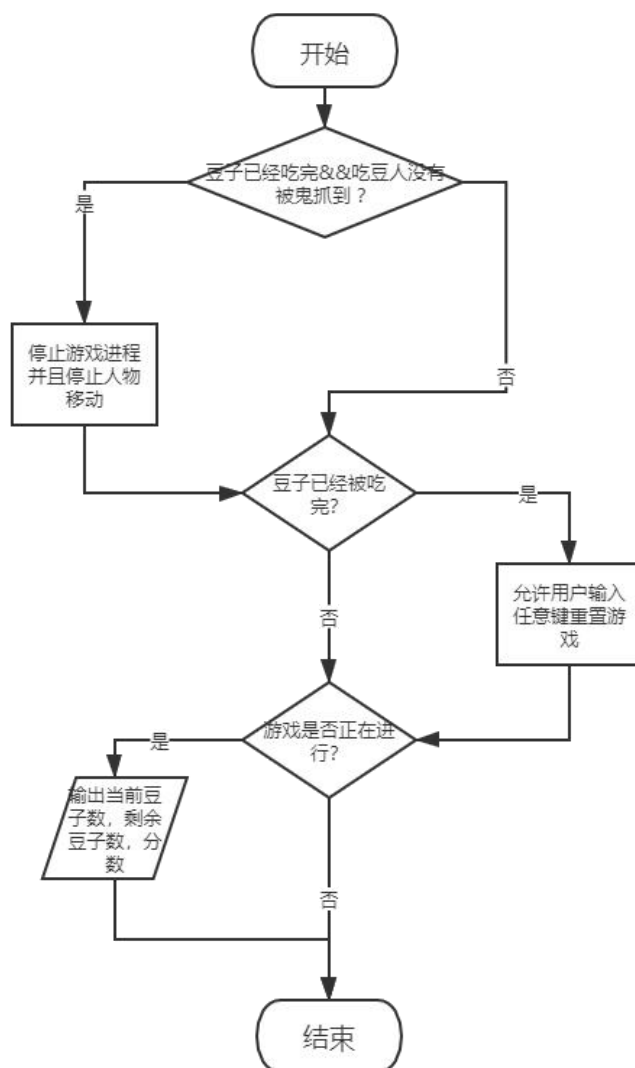 开始
豆子已经吃完&&吃豆人没有
被鬼抓到？
是
停止游戏进程
并且停止人物
移动
否
豆子已经被吃
完?
是
允许用户输入
任意键重置游
戏
否
游戏是否正在进
行?
是
输出当前豆
子数，剩余
豆子数，分
数
否
结束